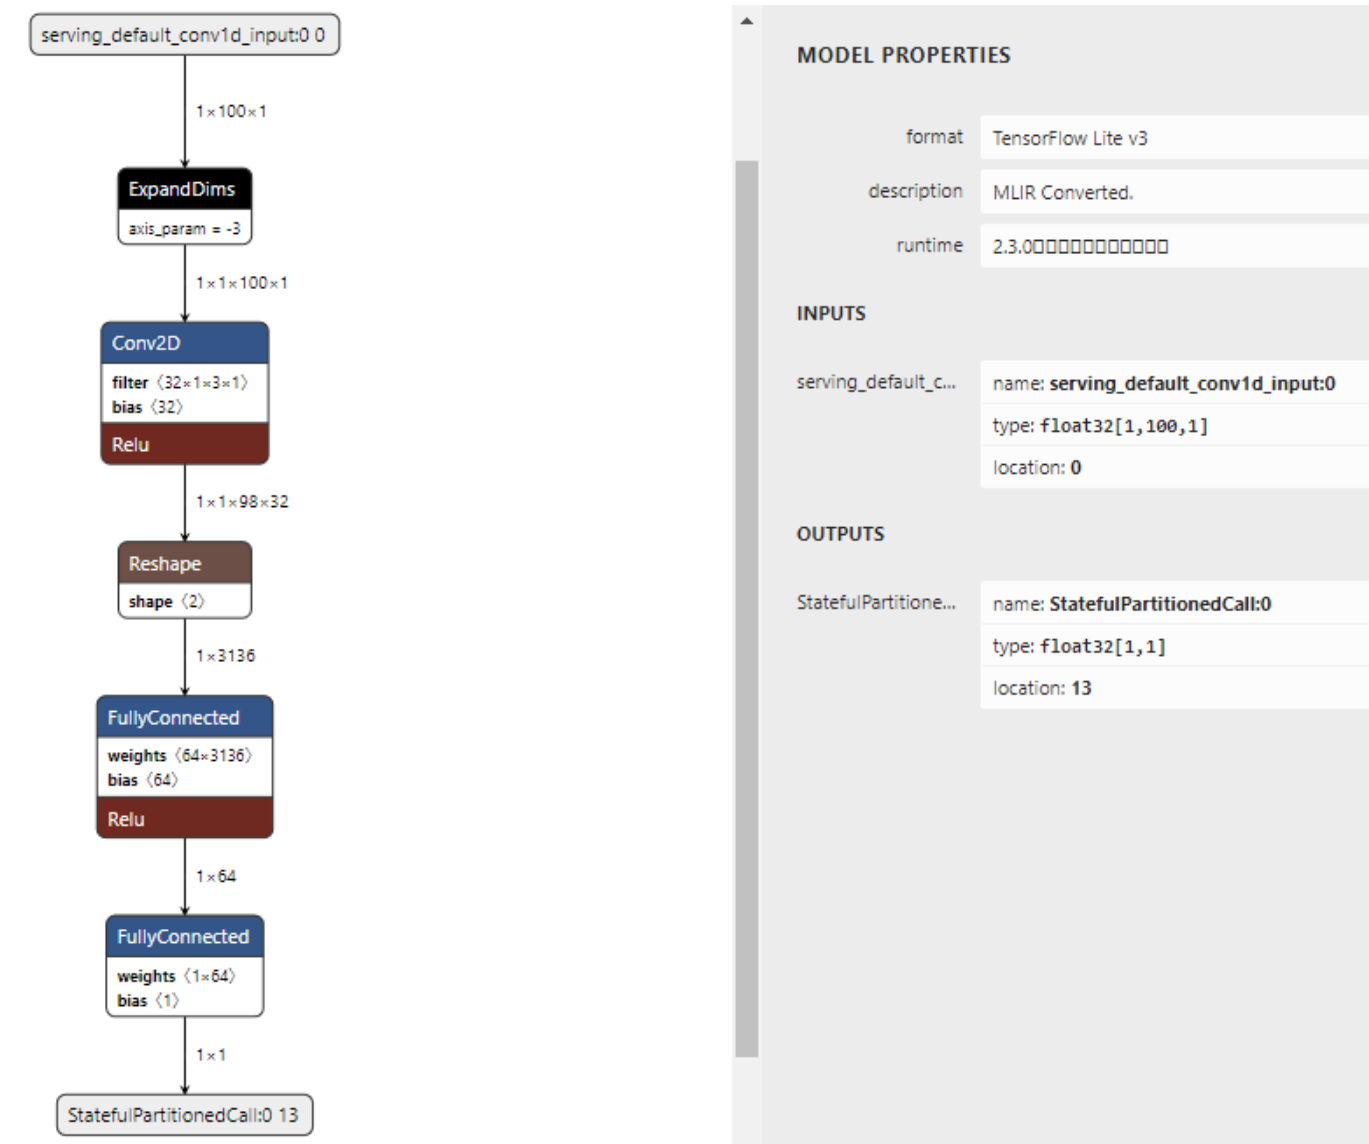 serving_default_conv1d_input:0 0
1×100×1
ExpandDims
axis_param = -3
1×1×100×1
Conv2D
filter 〈32×1×3×1〉
bias 〈32〉
Relu
1×1×98×32
Reshape
shape 〈2〉
1×3136
FullyConnected
weights 〈64×3136〉
bias 〈64〉
Relu
1×64
FullyConnected
weights 〈1×64〉
bias 〈1〉
1×1
StatefulPartitionedCall:0 13
MODEL PROPERTIES
format TensorFlow Lite v3
description MLIR Converted.
runtime 2.3.0□□□□□□□□□□□
INPUTS
serving_default_c... name: serving_default_conv1d_input:0
type: float32[1,100,1]
location: 0
OUTPUTS
StatefulPartitione... name: StatefulPartitionedCall:0
type: float32[1,1]
location: 13